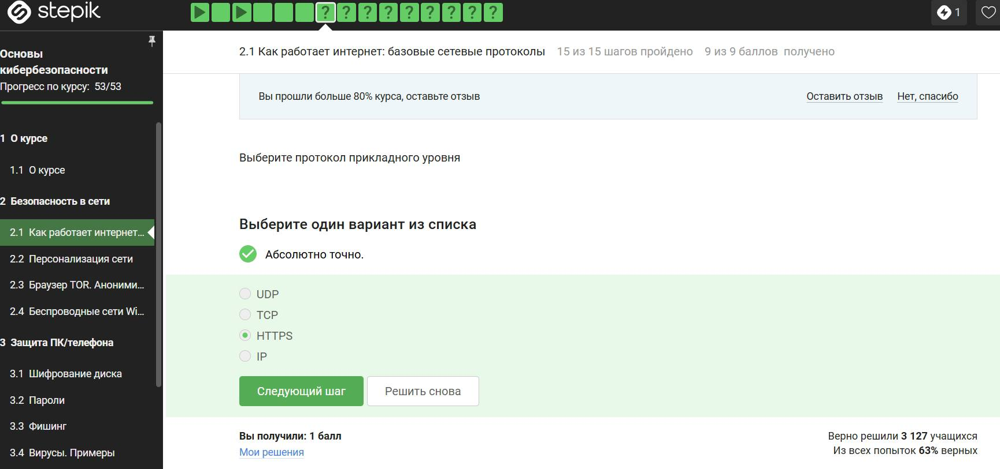 stepik
? ? ? ? ? ? ? ? ?
1
Основы
кибербезопасности
Прогресс по курсу: 53/53
1 О курсе
1.1 О курсе
2 Безопасность в сети
2.1 Как работает интернет...
2.2 Персонализация сети
2.3 Браузер TOR. Аноними...
2.4 Беспроводные сети Wi...
3 Защита ПК/телефона
3.1 Шифрование диска
3.2 Пароли
3.3 Фишинг
3.4 Вирусы. Примеры
2.1 Как работает интернет: базовые сетевые протоколы 15 из 15 шагов пройдено 9 из 9 баллов получено
Вы прошли больше 80% курса, оставьте отзыв Оставить отзыв Нет, спасибо
Выберите протокол прикладного уровня
Выберите один вариант из списка
Абсолютно точно.
UDP
TCP
HTTPS
IP
Следующий шаг Решить снова
Вы получили: 1 балл
Мои решения
Верно решили 3 127 учащихся
Из всех попыток 63% верных